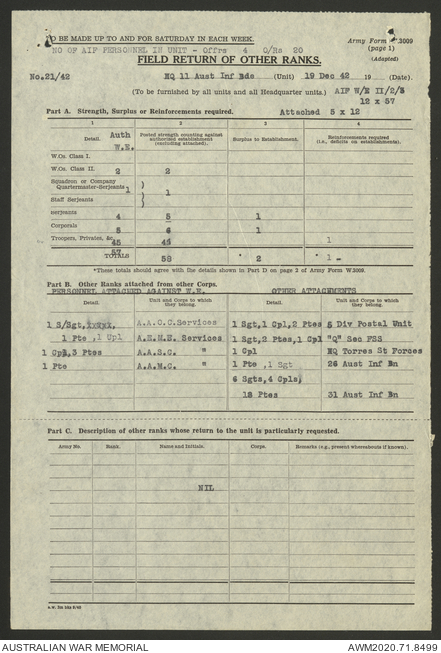 TO BE MADE UP TO AND FOR SATURDAY IN EACH WEEK. Army Form W.3009
(page 1)
NO OF AIF PERSONNEL IN UNIT - Offrs 4 O/Rs 20 (Adapted)
FIELD RETURN OF OTHER RANKS.
No.21/42 HQ 11 Aust Inf Bde (Unit) 19 Dec 42 19 (Date).
(To be furnished by all units and all Headquarter units.) AIF W/E II/2/3
12 x 57
Part A. Strength, Surplus or Reinforcements required. Attached 5 x 12
1 2 3 4
Detail. Auth W.E. Posted strength counting against authorized establishment (excluding attached). Surplus to Establishment. Reinforcements required (i.e., deficits on establishments).
W.Os. Class I.
W.Os. Class II. 2 2
Squadron or Company
Quartermaster-Serjeants 1 ) 1
Staff Serjeants )
Serjeants 4 5 1
Corporals 5 6 1
Troopers, Privates, &c. 45 1
57
TOTALS 58 * 2 * 1
*These totals should agree with the details shown in Part D on page 2 of Army Form W.3009.
Part B. Other Ranks attached from other Corps.
PERSONNEL ATTACHED AGAINST W.E. OTHER ATTACHMENTS
Detail. Unit and Corps to which they belong. Detail. Unit and Corps to which they belong.
1 S/Sgt, A.A.O.C. Services 1 Sgt,1 Cpl,2 Ptes 5 Div Postal Unit
1 Pte ,1 Cpl A.E.M.E. Services 1 Sgt,2 Ptes,1 Cpl "Q" Sec FSS
1 Cpl, 3 Ptes A.A.S.C. " 1 Cpl HQ Torres St Forces
1 Pte A.A.M.C. " 1 Pte ,1 Sgt 26 Aust Inf Bn
6 Sgts, 4 Cpls,
18 Ptes 31 Aust Inf Bn
Part C. Description of other ranks whose return to the unit is particularly requested.
Army No. Rank. Name and Initials. Corps. Remarks (e.g., present whereabouts if known).
NIL
AUSTRALIAN WAR MEMORIAL AWM2020.71.8499